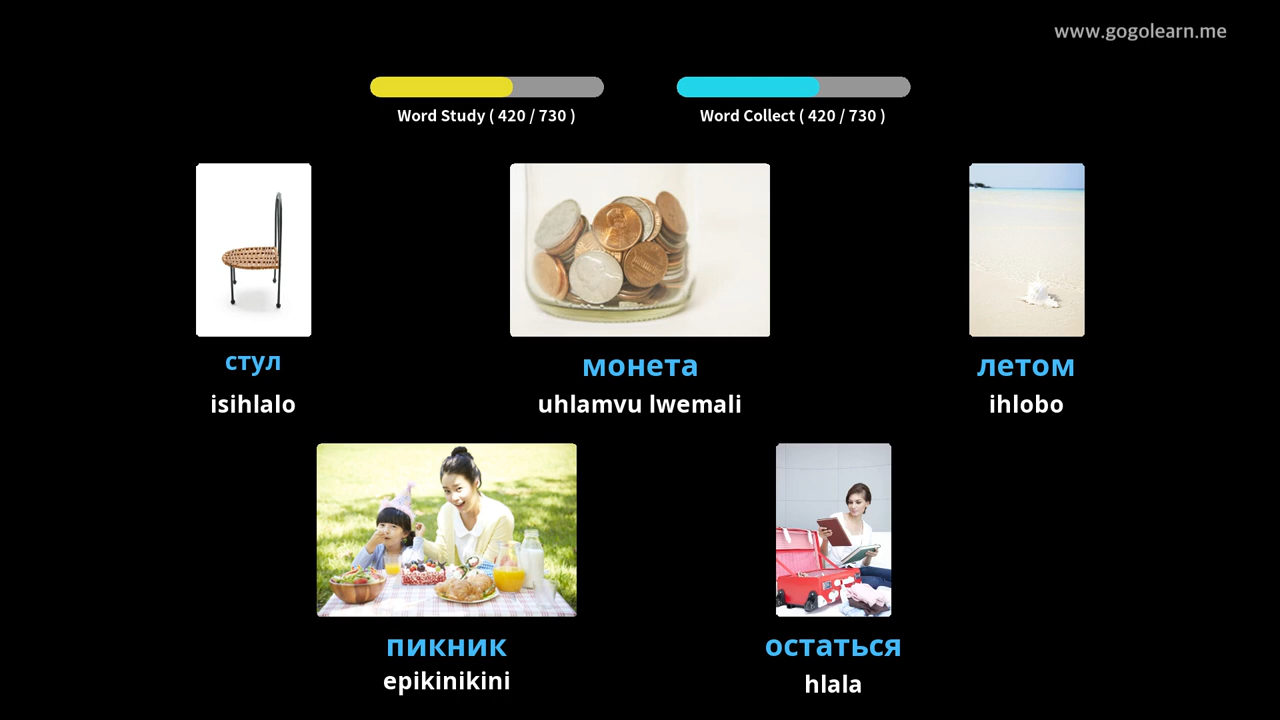 www.gogolearn.me
Word Study ( 420 / 730 )
Word Collect ( 420 / 730 )
стул
isihlalo
монета
uhlamvu lwemali
летом
ihlobo
пикник
epikinikini
остаться
hlala